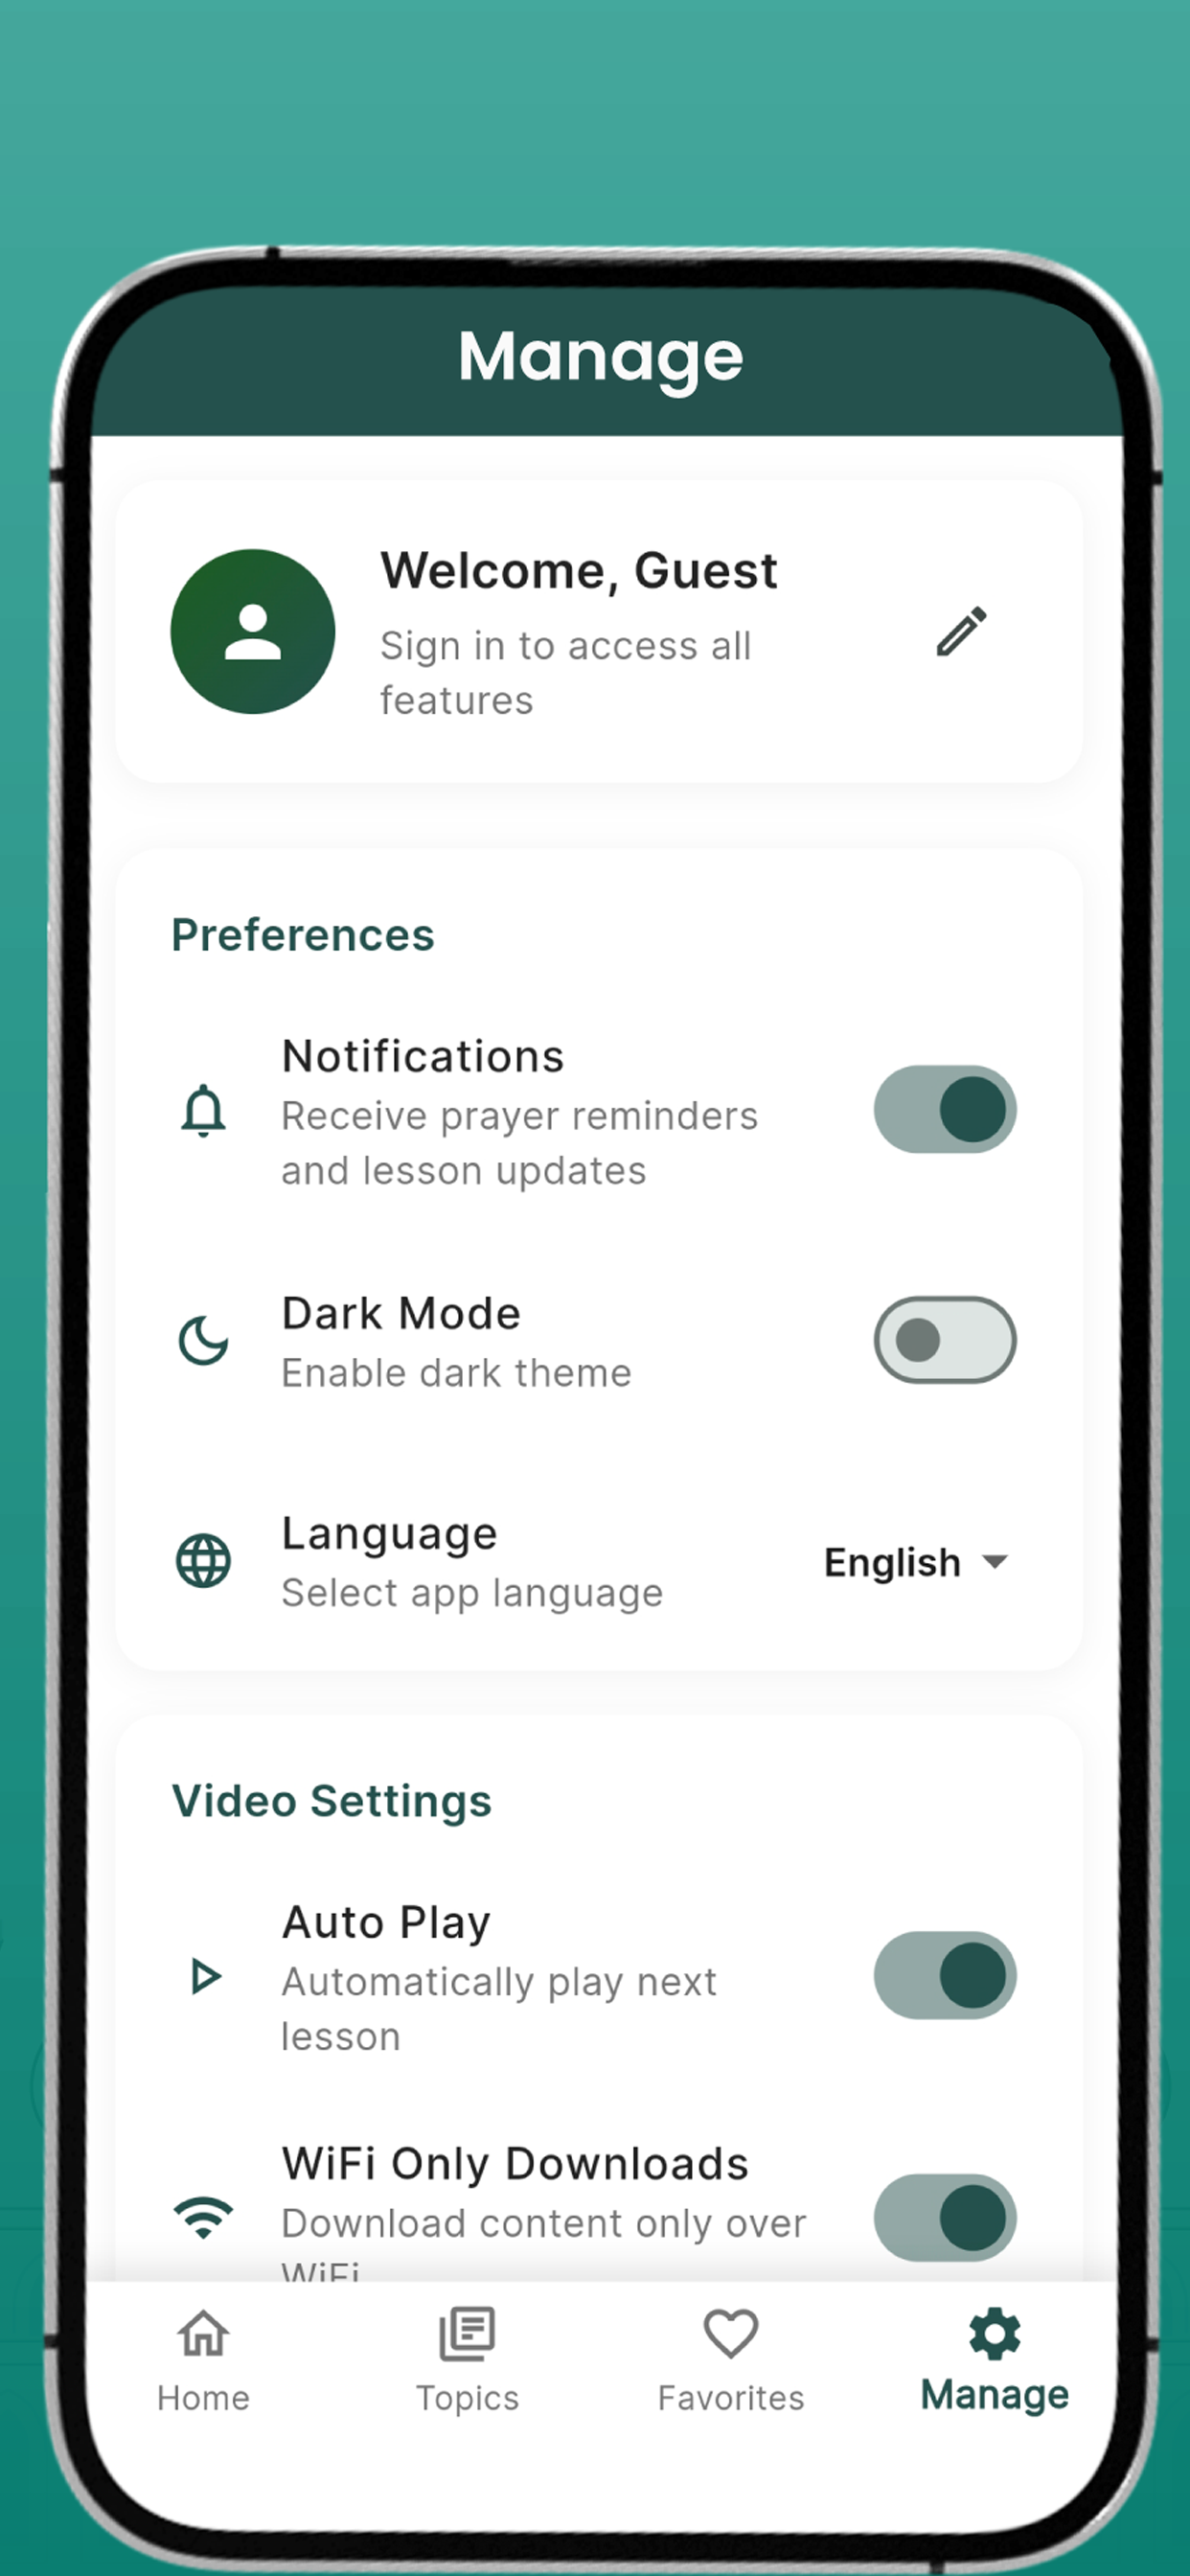 Manage
Welcome, Guest
Sign in to access all
features
Preferences
Notifications
Receive prayer reminders
and lesson updates
Dark Mode
Enable dark theme
Language
Select app language
English
Video Settings
Auto Play
Automatically play next
lesson
WiFi Only Downloads
Download content only over
WiFi
Home
Topics
Favorites
Manage